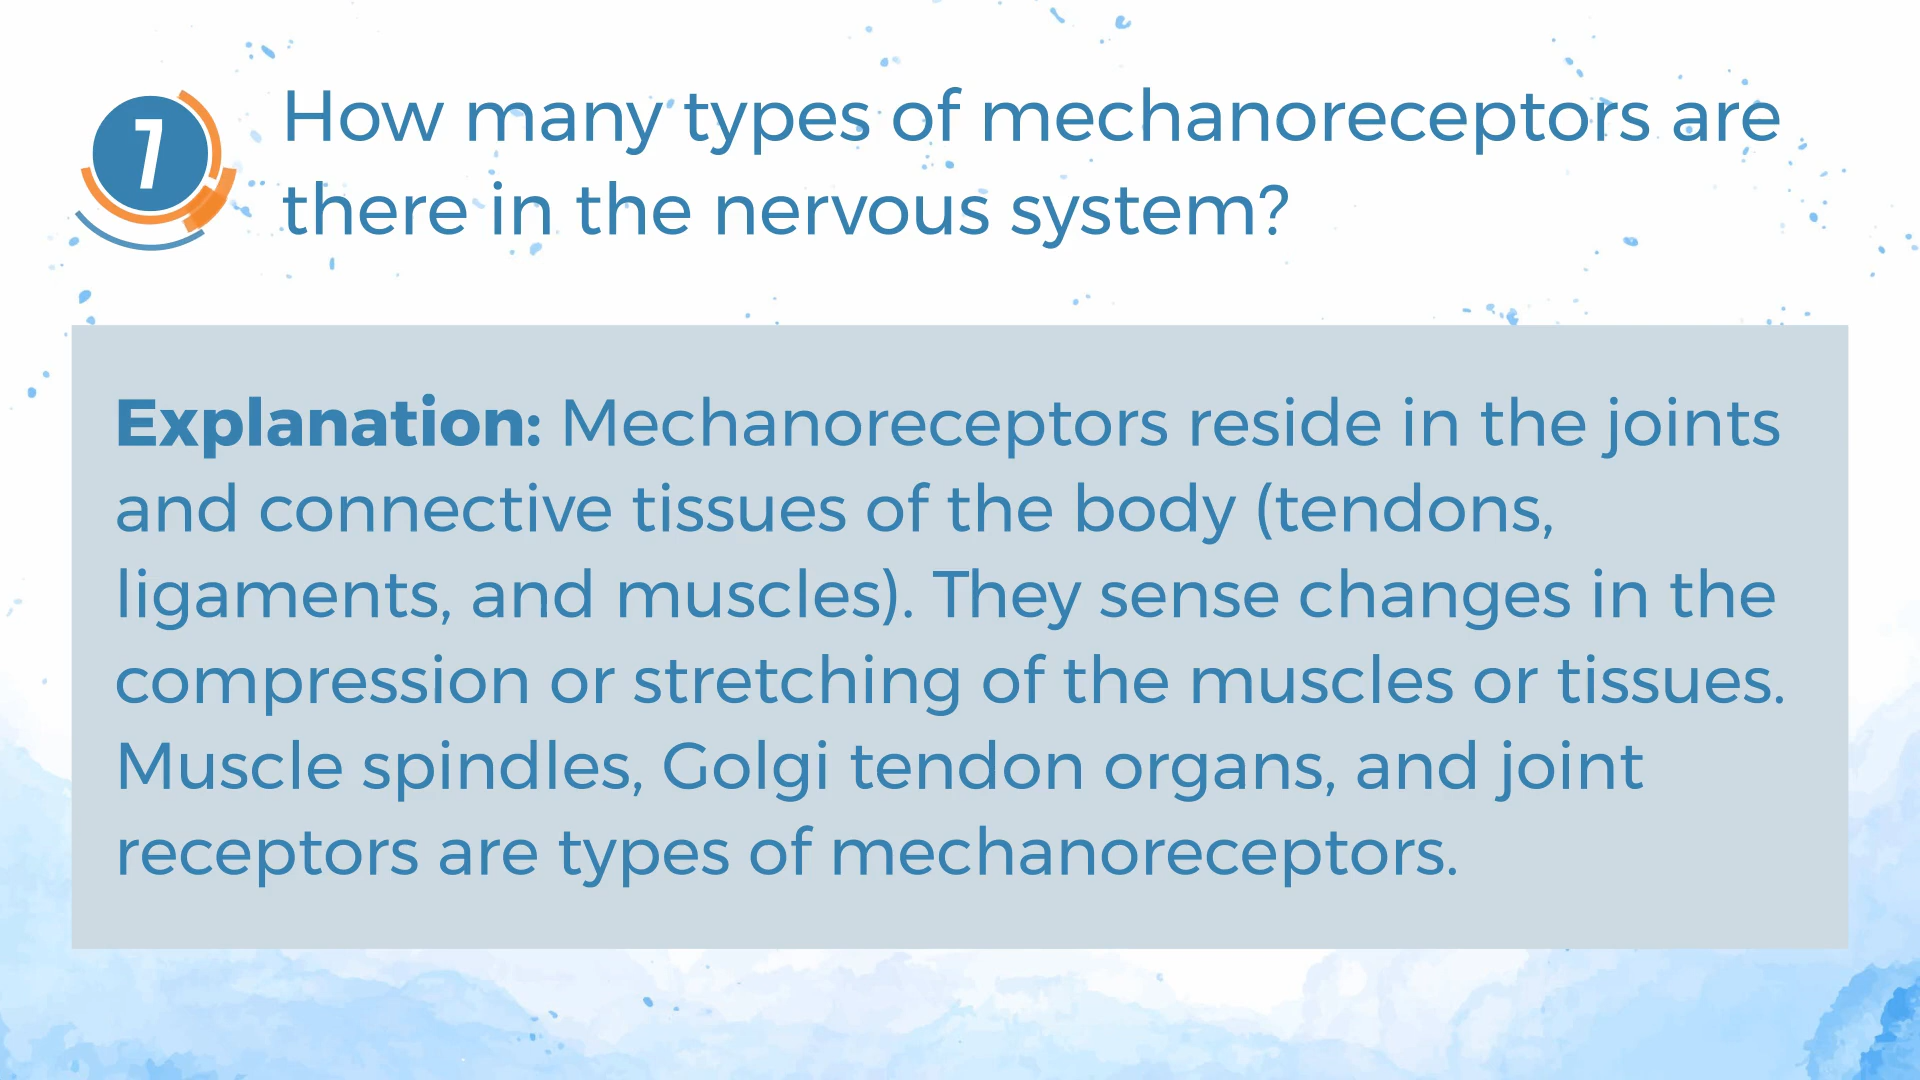 7
How many types of mechanoreceptors are
there in the nervous system?
Explanation: Mechanoreceptors reside in the joints
and connective tissues of the body (tendons,
ligaments, and muscles). They sense changes in the
compression or stretching of the muscles or tissues.
Muscle spindles, Golgi tendon organs, and joint
receptors are types of mechanoreceptors.